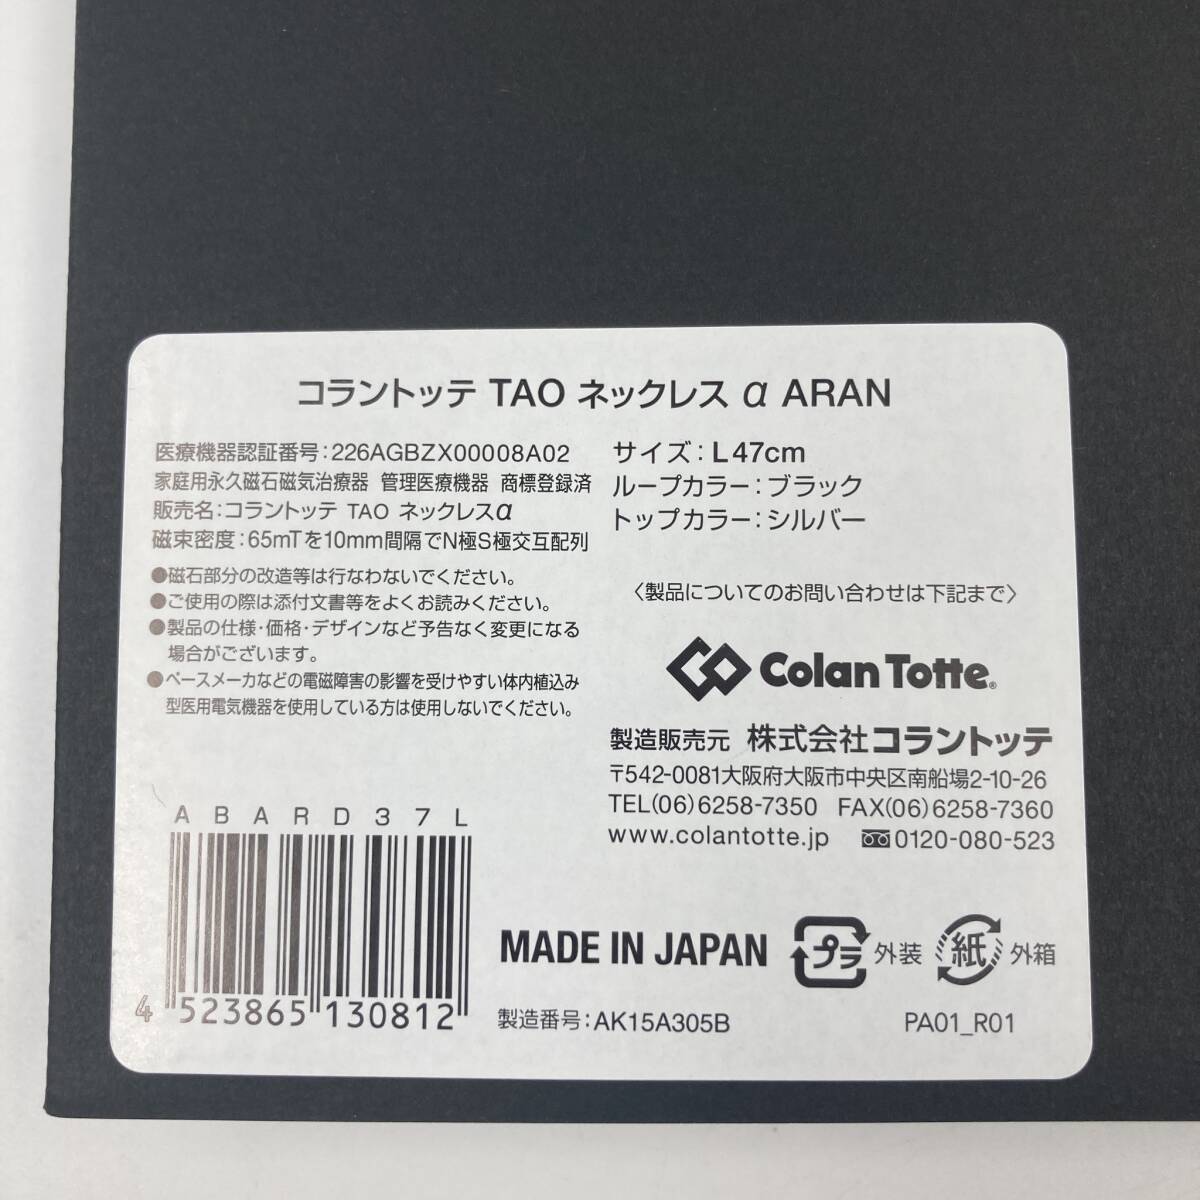 コラントッテ TAO ネックレス α ARAN
医療機器認証番号:226AGBZX00008A02
家庭用永久磁石磁気治療器 管理医療機器 商標登録済
販売名:コラントッテ TAO ネックレスα
磁束密度:65mTを10mm間隔でN極S極交互配列
●磁石部分の改造等は行なわないでください。
●ご使用の際は添付文書等をよくお読みください。
●製品の仕様・価格・デザインなど予告なく変更になる
場合がございます。
●ペースメーカなどの電磁障害の影響を受けやすい体内植込み
型医用電気機器を使用している方は使用しないでください。
サイズ:L47cm
ループカラー:ブラック
トップカラー:シルバー
〈製品についてのお問い合わせは下記まで〉
Colan Totte®
製造販売元 株式会社コラントッテ
〒542-0081大阪府大阪市中央区南船場2-10-26
TEL(06)6258-7350 FAX(06)6258-7360
www.colantotte.jp 0120-080-523
ABARD37L
4 523865 130812
MADE IN JAPAN
プラ 外装 紙 外箱
製造番号:AK15A305B
PA01_R01